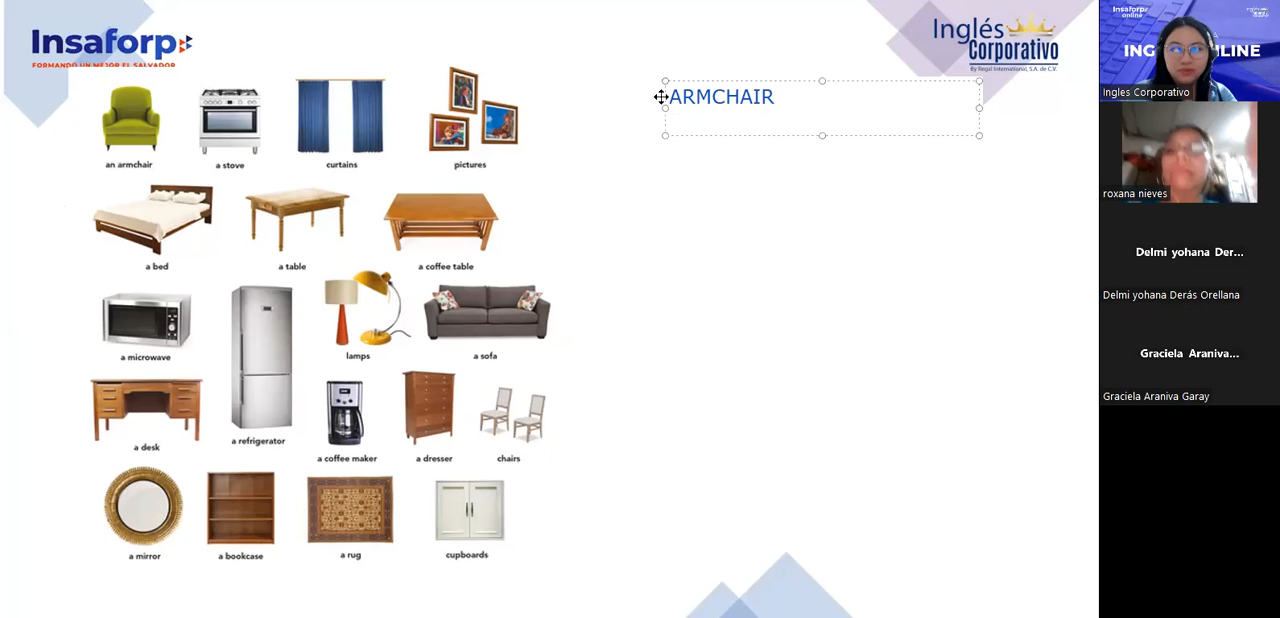 Insaforp
FORMANDO UN MEJOR EL SALVADOR
Inglés
Corporativo
By Regal International, S.A. de C.V.
ARMCHAIR
an armchair
a stove
curtains
pictures
a bed
a table
a coffee table
a microwave
a refrigerator
lamps
a sofa
a desk
a coffee maker
a dresser
chairs
a mirror
a bookcase
a rug
cupboards
Insaforp
online
ING LINE
Ingles Corporativo
roxana nieves
Delmi yohana Der...
Delmi yohana Derás Orellana
Graciela Araniva...
Graciela Araniva Garay